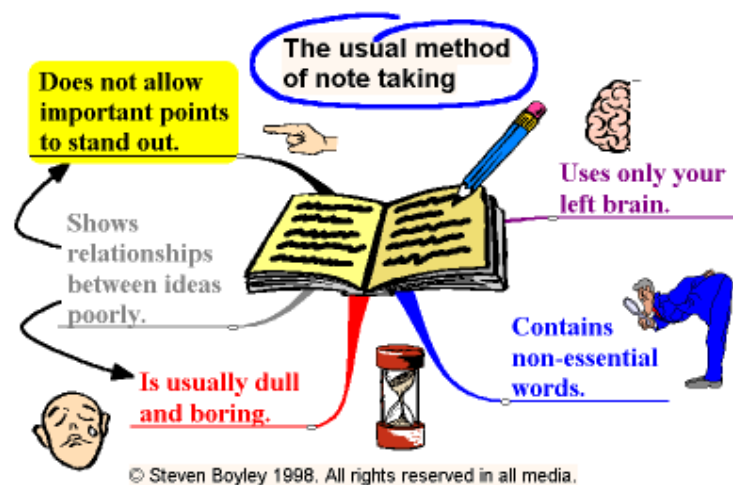 The usual method
of note taking
Does not allow
important points
to stand out.
Uses only your
left brain.
Shows
relationships
between ideas
poorly.
Contains
non-essential
words.
Is usually dull
and boring.
© Steven Boyley 1998. All rights reserved in all media.